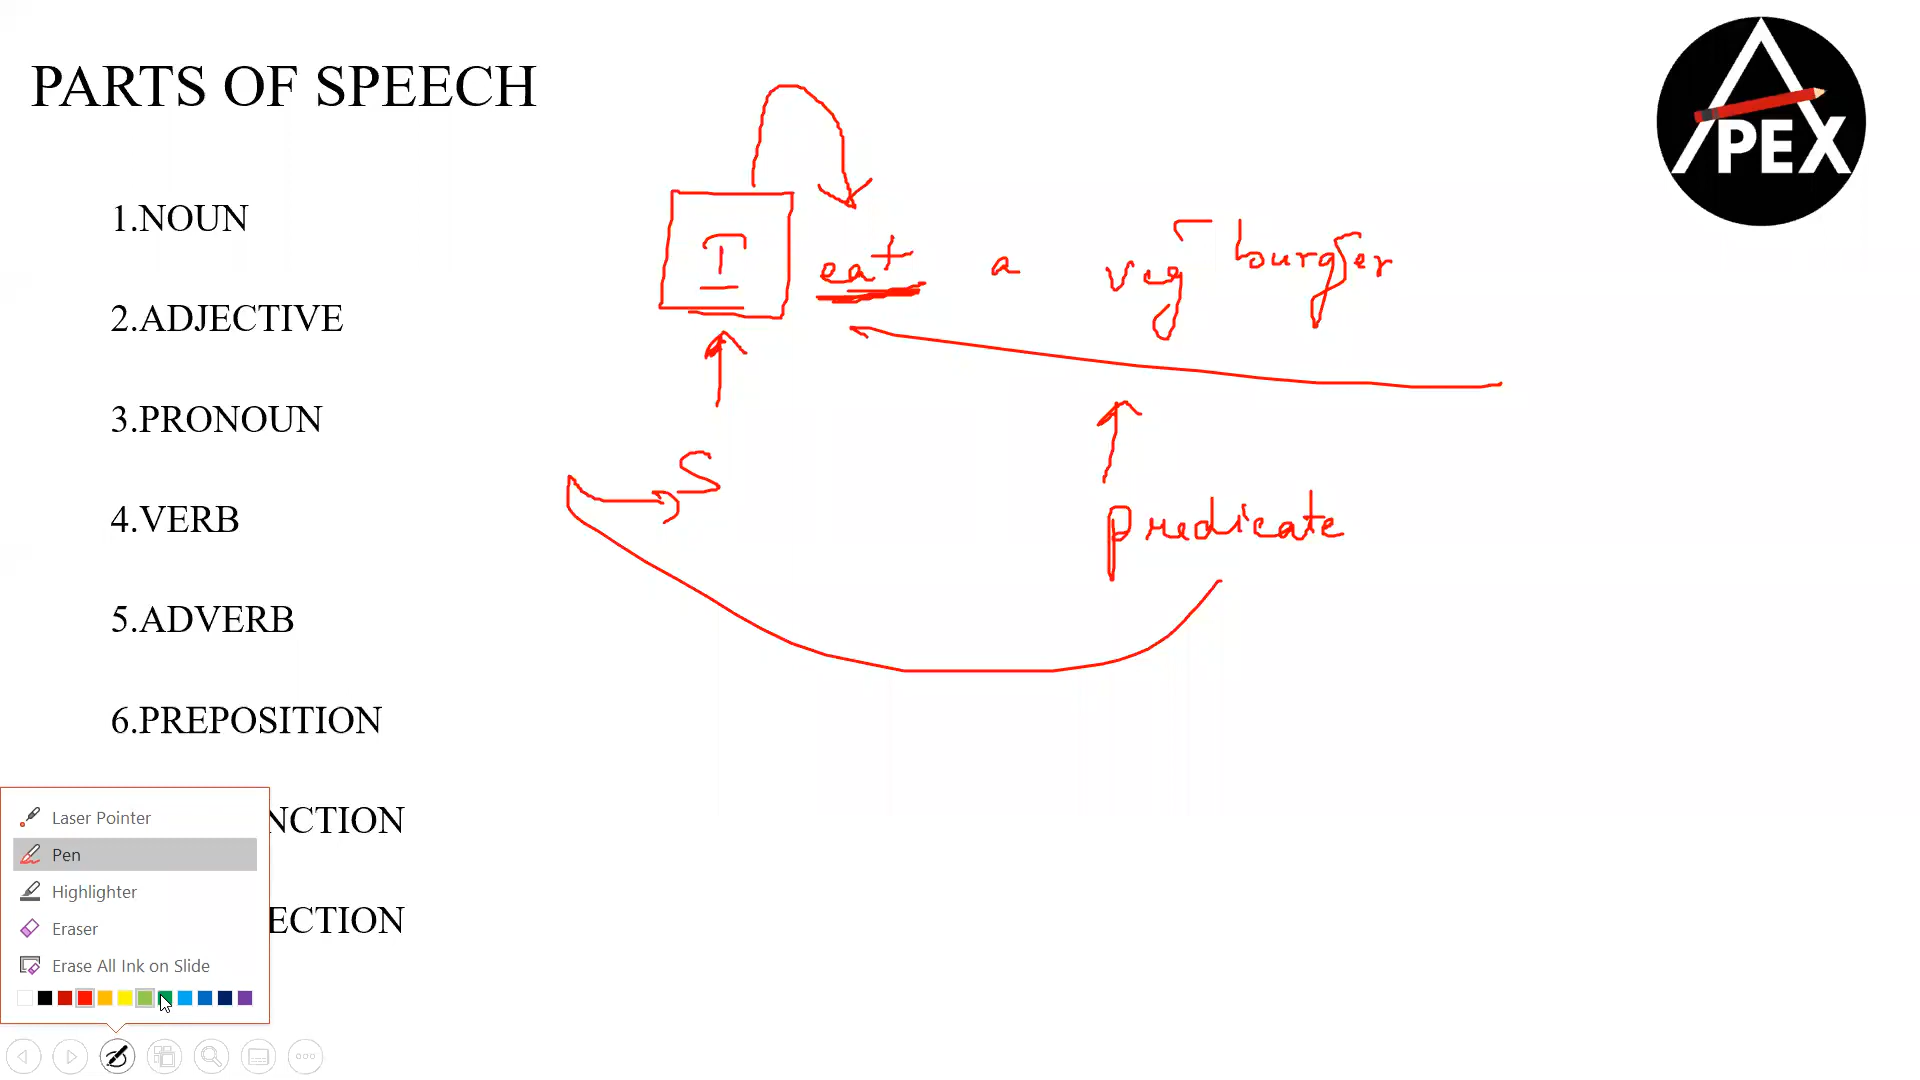 PARTS OF SPEECH
APEX
1.NOUN
2.ADJECTIVE
3.PRONOUN
4.VERB
5.ADVERB
6.PREPOSITION
NCTION
ECTION
I eat a veg burger
S
predicate
Laser Pointer
Pen
Highlighter
Eraser
Erase All Ink on Slide